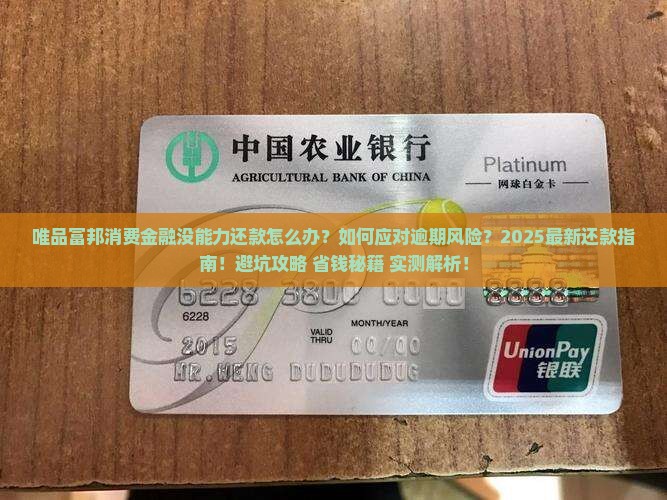 中国农业银行
AGRICULTURAL BANK OF CHINA
Platinum
网球白金卡
唯品富邦消费金融没能力还款怎么办？如何应对逾期风险？2025最新还款指
南！避坑攻略 省钱秘籍 实测解析！
6228
MONTH/YEAR
VALID
THRU
2015
00/00
MR.WENG DUDUDUDUG
UnionPay
银联